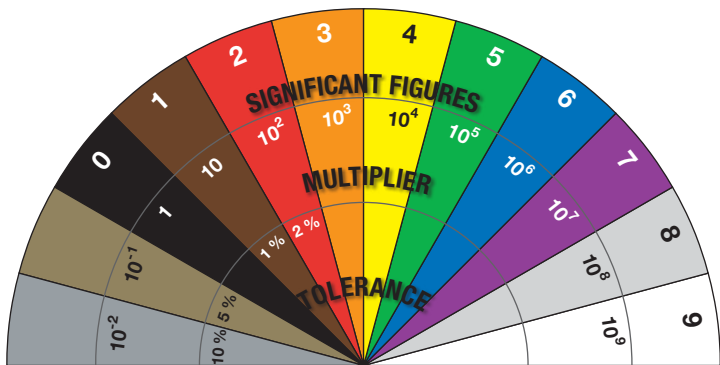 0 1 2 3 4 5 6 7 8 9
SIGNIFICANT FIGURES
10⁻² 10⁻¹ 1 10 10² 10³ 10⁴ 10⁵ 10⁶ 10⁷ 10⁸ 10⁹
MULTIPLIER
10 % 5 % 1 % 2 %
TOLERANCE